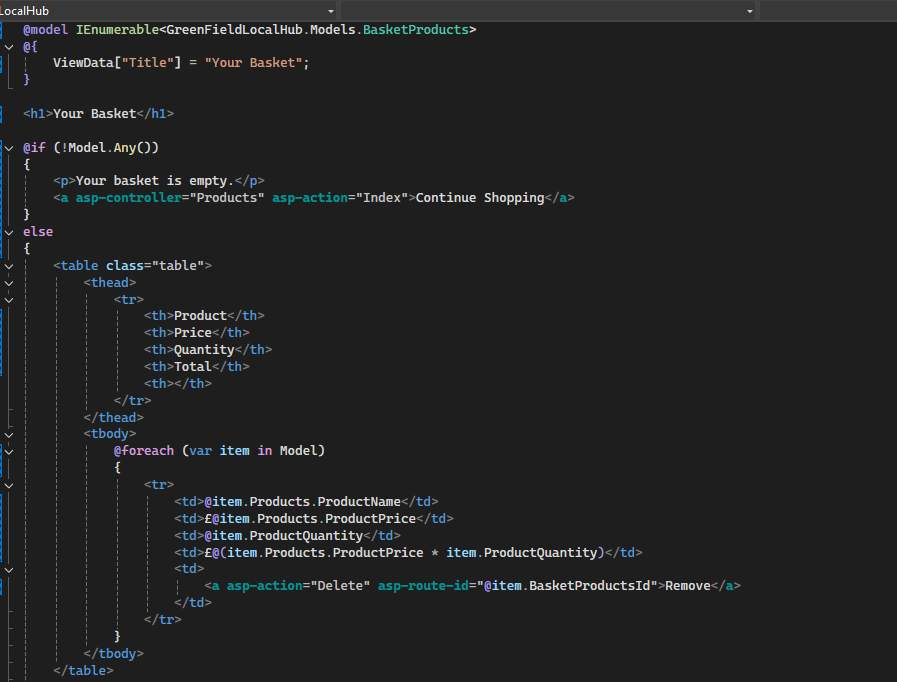 LocalHub
@model IEnumerable<GreenFieldLocalHub.Models.BasketProducts>
@{
    ViewData["Title"] = "Your Basket";
}
<h1>Your Basket</h1>
@if (!Model.Any())
{
    <p>Your basket is empty.</p>
    <a asp-controller="Products" asp-action="Index">Continue Shopping</a>
}
else
{
    <table class="table">
        <thead>
            <tr>
                <th>Product</th>
                <th>Price</th>
                <th>Quantity</th>
                <th>Total</th>
                <th></th>
            </tr>
        </thead>
        <tbody>
            @foreach (var item in Model)
            {
                <tr>
                    <td>@item.Products.ProductName</td>
                    <td>£@item.Products.ProductPrice</td>
                    <td>@item.ProductQuantity</td>
                    <td>£@(item.Products.ProductPrice * item.ProductQuantity)</td>
                    <td>
                        <a asp-action="Delete" asp-route-id="@item.BasketProductsId">Remove</a>
                    </td>
                </tr>
            }
        </tbody>
    </table>